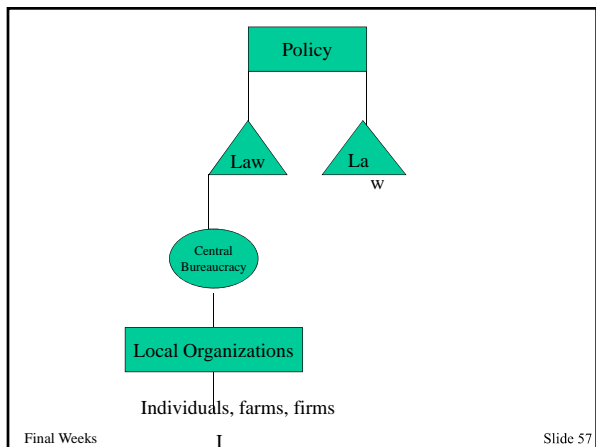 Policy
Law
La
w
Central
Bureaucracy
Local Organizations
Individuals, farms, firms
I
Final Weeks
Slide 57